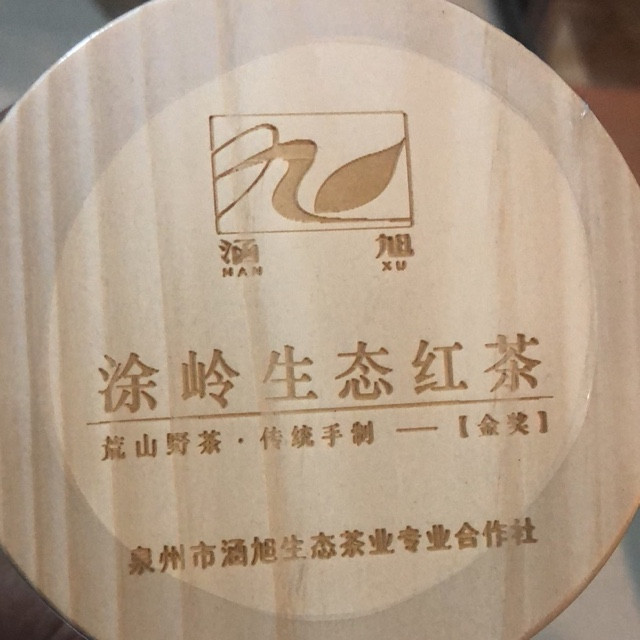 涵 旭
HAN XU
涂岭生态红茶
荒山野茶·传统手制 — 【金奖】
泉州市涵旭生态茶业专业合作社